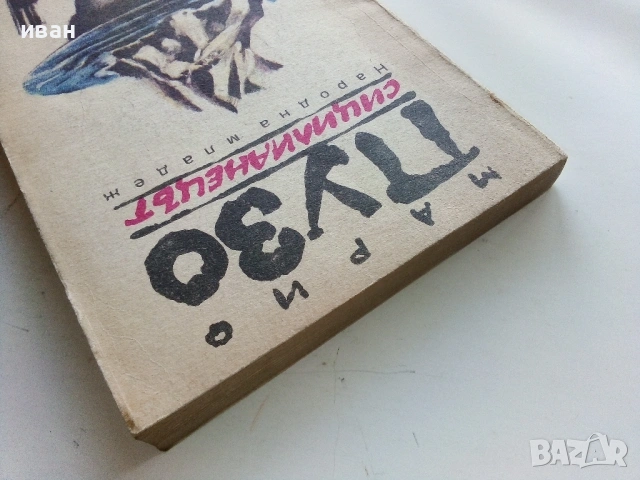 иван
МАРИО
ПУЗО
СИЦИЛИАНЕЦЪТ
Народна младеж
BAZAR